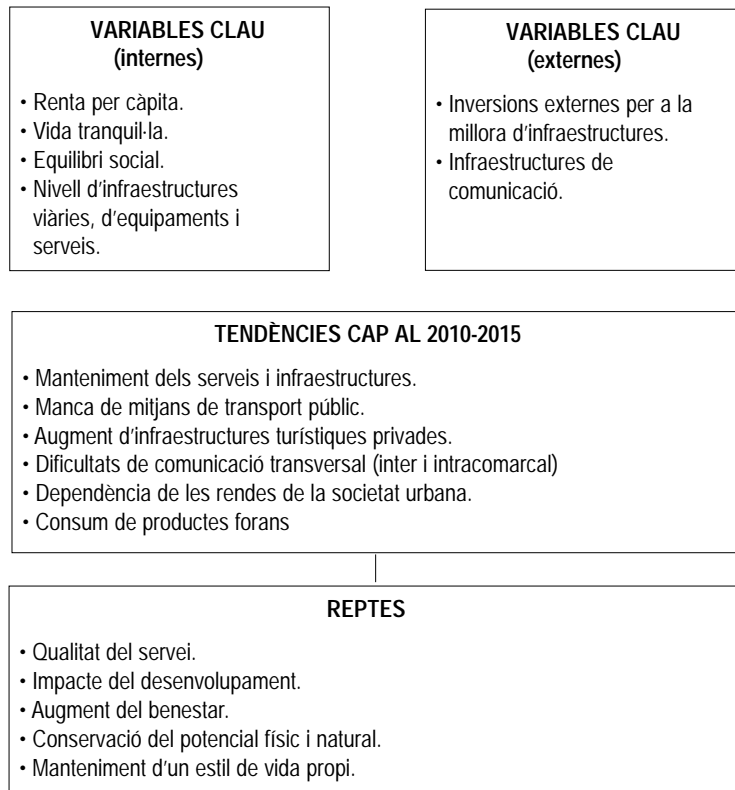 VARIABLES CLAU
(internes)
• Renta per càpita.
• Vida tranquil·la.
• Equilibri social.
• Nivell d'infraestructures
viàries, d'equipaments i
serveis.
VARIABLES CLAU
(externes)
• Inversions externes per a la
millora d'infraestructures.
• Infraestructures de
comunicació.
TENDÈNCIES CAP AL 2010-2015
• Manteniment dels serveis i infraestructures.
• Manca de mitjans de transport públic.
• Augment d'infraestructures turístiques privades.
• Dificultats de comunicació transversal (inter i intracomarcal)
• Dependència de les rendes de la societat urbana.
• Consum de productes forans
REPTES
• Qualitat del servei.
• Impacte del desenvolupament.
• Augment del benestar.
• Conservació del potencial físic i natural.
• Manteniment d'un estil de vida propi.